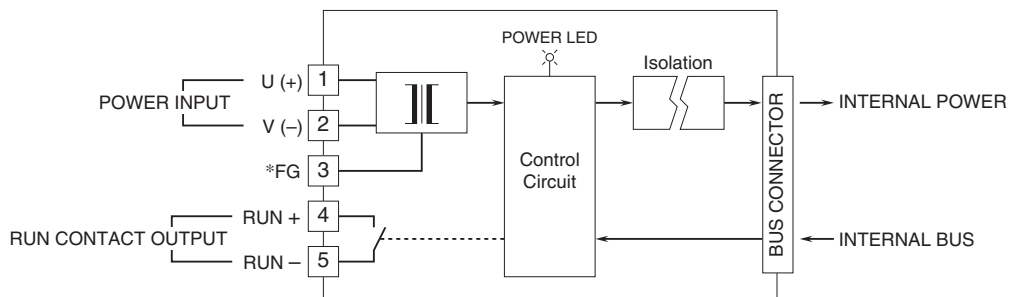 POWER LED
Isolation
U (+)
1
POWER INPUT
V (–)
2
*FG
3
INTERNAL POWER
Control
Circuit
BUS CONNECTOR
RUN +
4
RUN CONTACT OUTPUT
RUN –
5
INTERNAL BUS